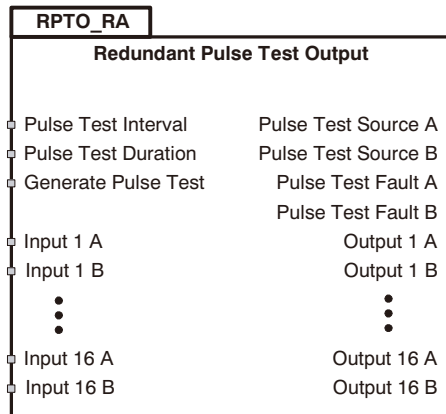 RPTO_RA
Redundant Pulse Test Output
Pulse Test Interval Pulse Test Source A
Pulse Test Duration Pulse Test Source B
Generate Pulse Test Pulse Test Fault A
Pulse Test Fault B
Input 1 A Output 1 A
Input 1 B Output 1 B
Input 16 A Output 16 A
Input 16 B Output 16 B